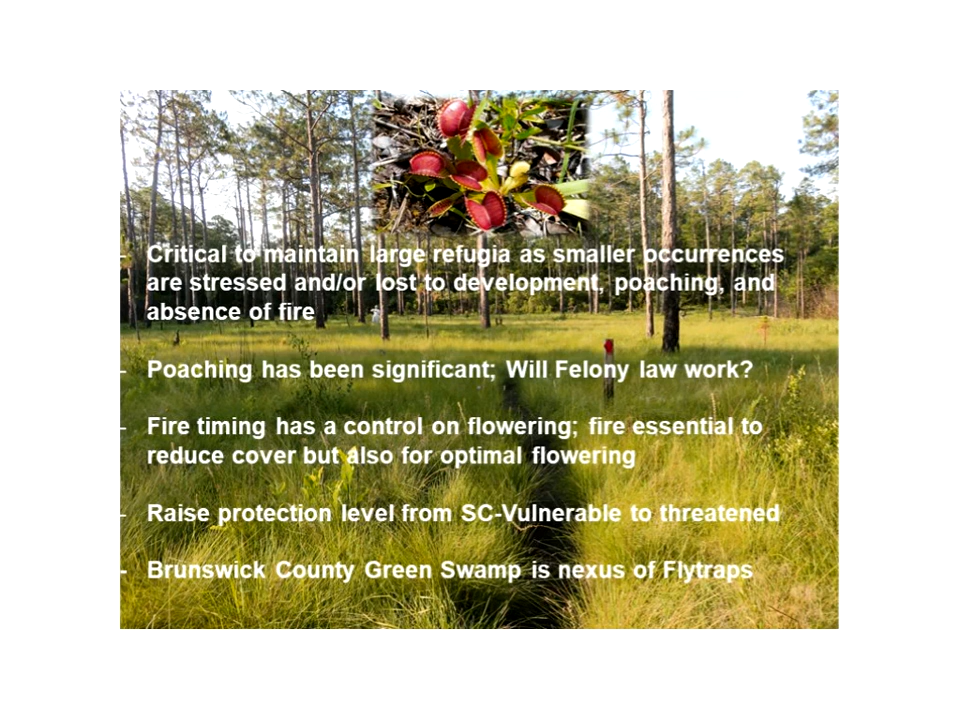 - Critical to maintain large refugia as smaller occurrences
are stressed and/or lost to development, poaching, and
absence of fire
- Poaching has been significant; Will Felony law work?
- Fire timing has a control on flowering; fire essential to
reduce cover but also for optimal flowering
- Raise protection level from SC-Vulnerable to threatened
- Brunswick County Green Swamp is nexus of Flytraps